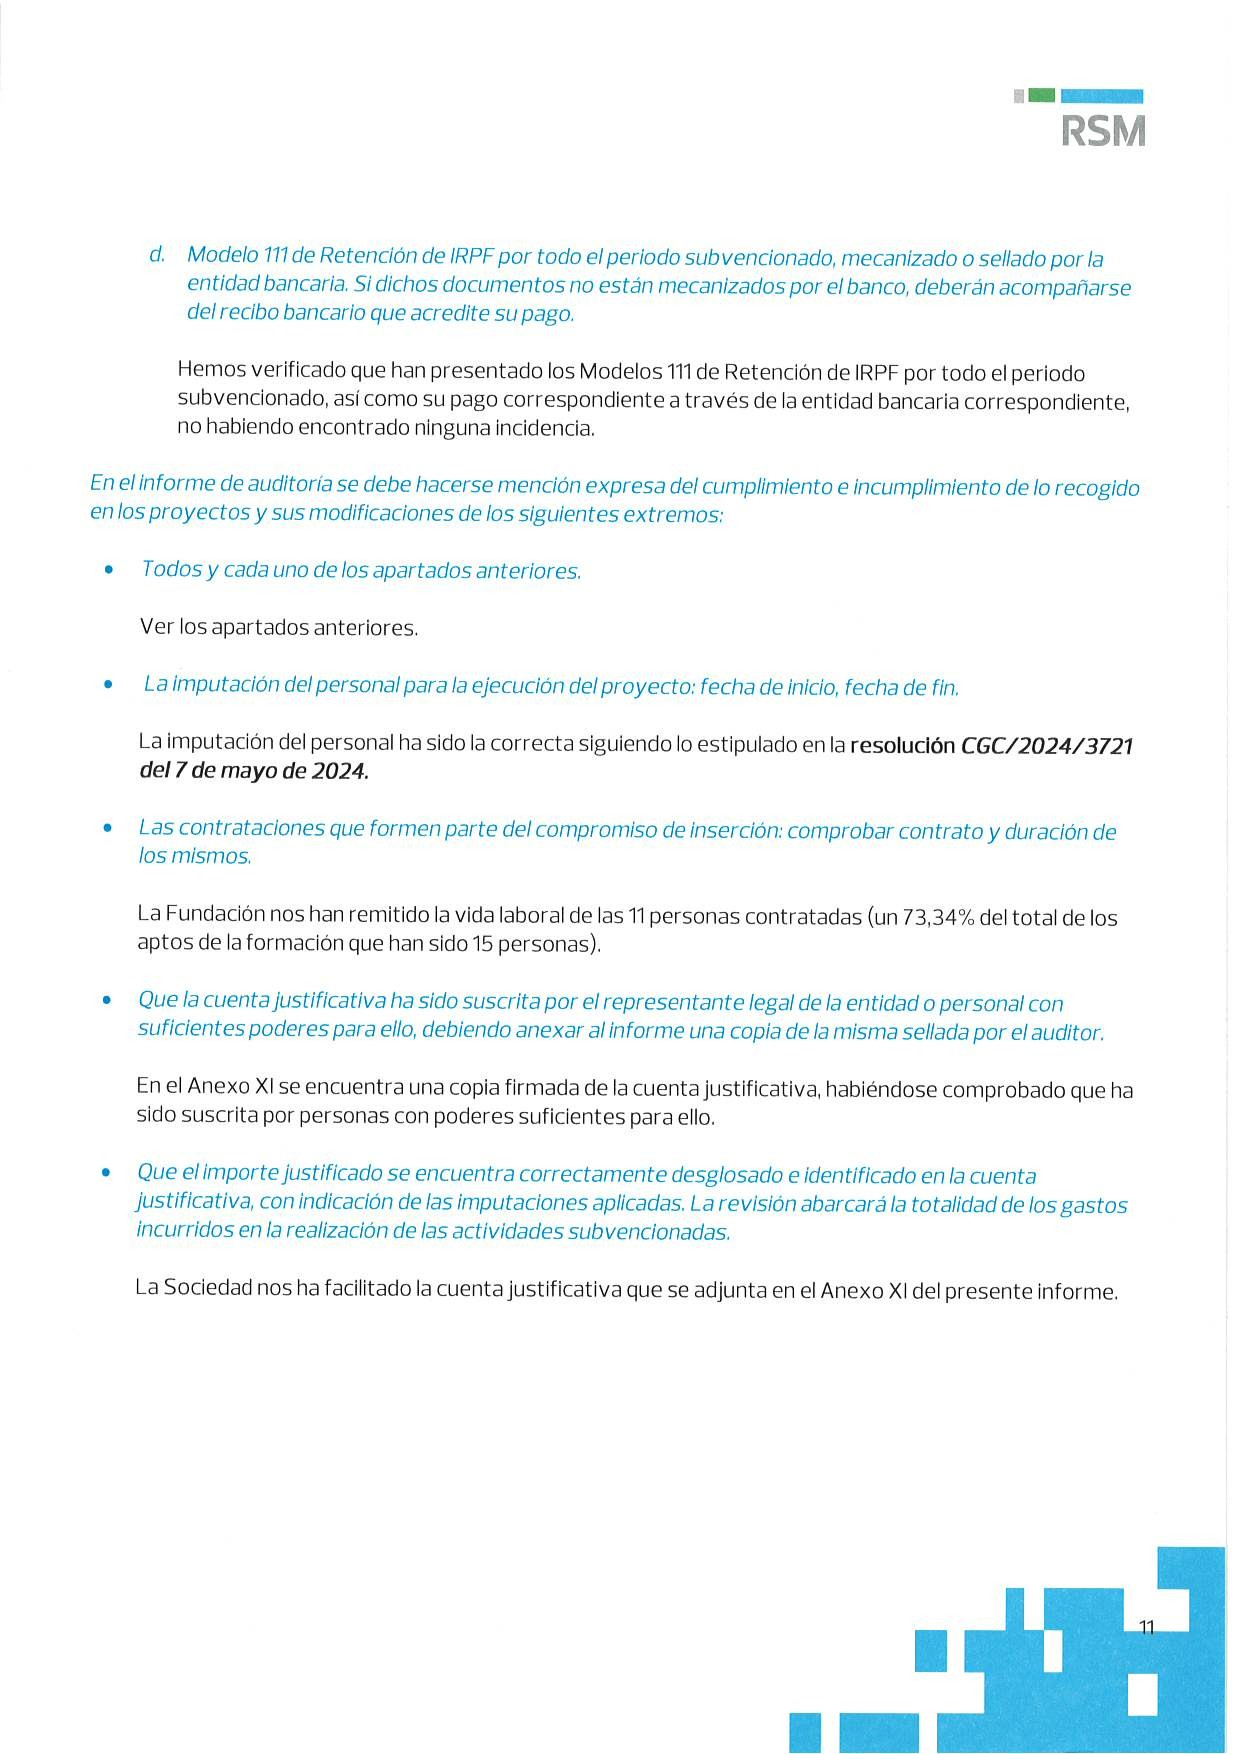 RSM
d. Modelo 111 de Retención de IRPF por todo el periodo subvencionado, mecanizado o sellado por la
entidad bancaria. Si dichos documentos no están mecanizados por el banco, deberán acompañarse
del recibo bancario que acredite su pago.
Hemos verificado que han presentado los Modelos 111 de Retención de IRPF por todo el periodo
subvencionado, así como su pago correspondiente a través de la entidad bancaria correspondiente,
no habiendo encontrado ninguna incidencia.
En el informe de auditoría se debe hacerse mención expresa del cumplimiento e incumplimiento de lo recogido
en los proyectos y sus modificaciones de los siguientes extremos:
• Todos y cada uno de los apartados anteriores.
Ver los apartados anteriores.
• La imputación del personal para la ejecución del proyecto: fecha de inicio, fecha de fin.
La imputación del personal ha sido la correcta siguiendo lo estipulado en la resolución CGC/2024/3721
del 7 de mayo de 2024.
• Las contrataciones que formen parte del compromiso de inserción: comprobar contrato y duración de
los mismos.
La Fundación nos han remitido la vida laboral de las 11 personas contratadas (un 73,34% del total de los
aptos de la formación que han sido 15 personas).
• Que la cuenta justificativa ha sido suscrita por el representante legal de la entidad o personal con
suficientes poderes para ello, debiendo anexar al informe una copia de la misma sellada por el auditor.
En el Anexo XI se encuentra una copia firmada de la cuenta justificativa, habiéndose comprobado que ha
sido suscrita por personas con poderes suficientes para ello.
• Que el importe justificado se encuentra correctamente desglosado e identificado en la cuenta
justificativa, con indicación de las imputaciones aplicadas. La revisión abarcará la totalidad de los gastos
incurridos en la realización de las actividades subvencionadas.
La Sociedad nos ha facilitado la cuenta justificativa que se adjunta en el Anexo XI del presente informe.
11